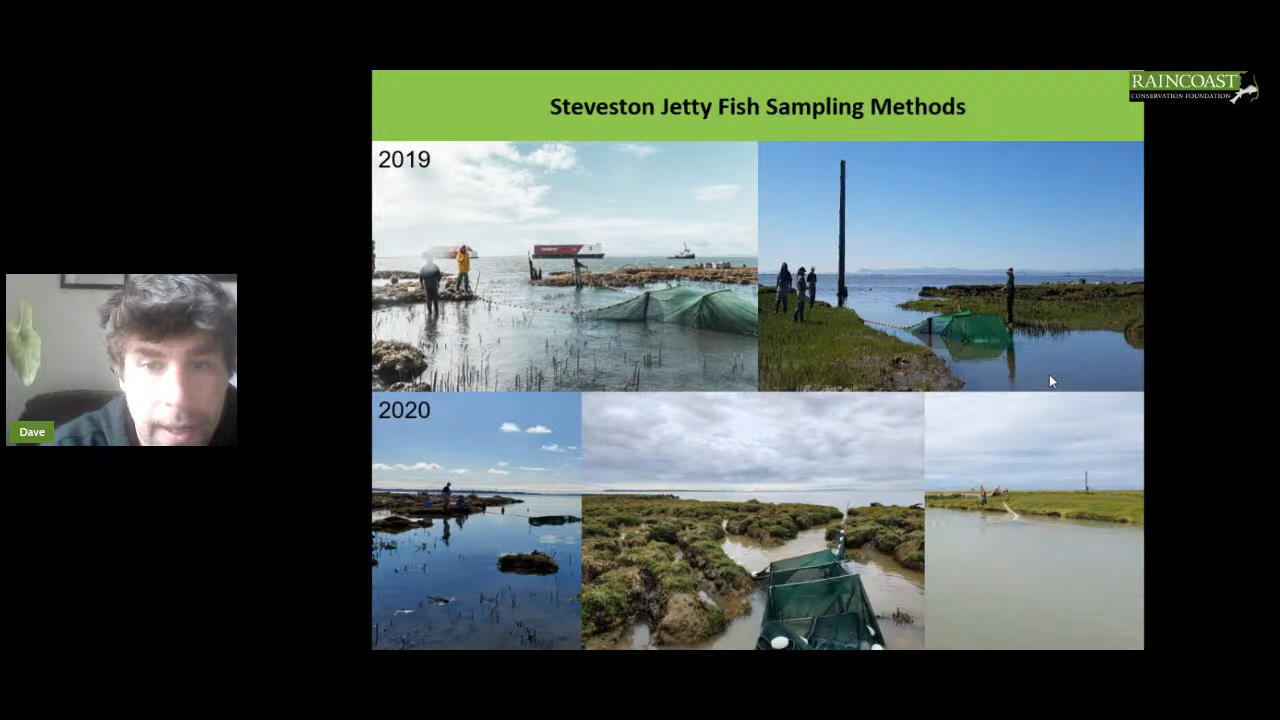 Steveston Jetty Fish Sampling Methods
RAINCOAST
CONSERVATION FOUNDATION
2019
2020
Dave